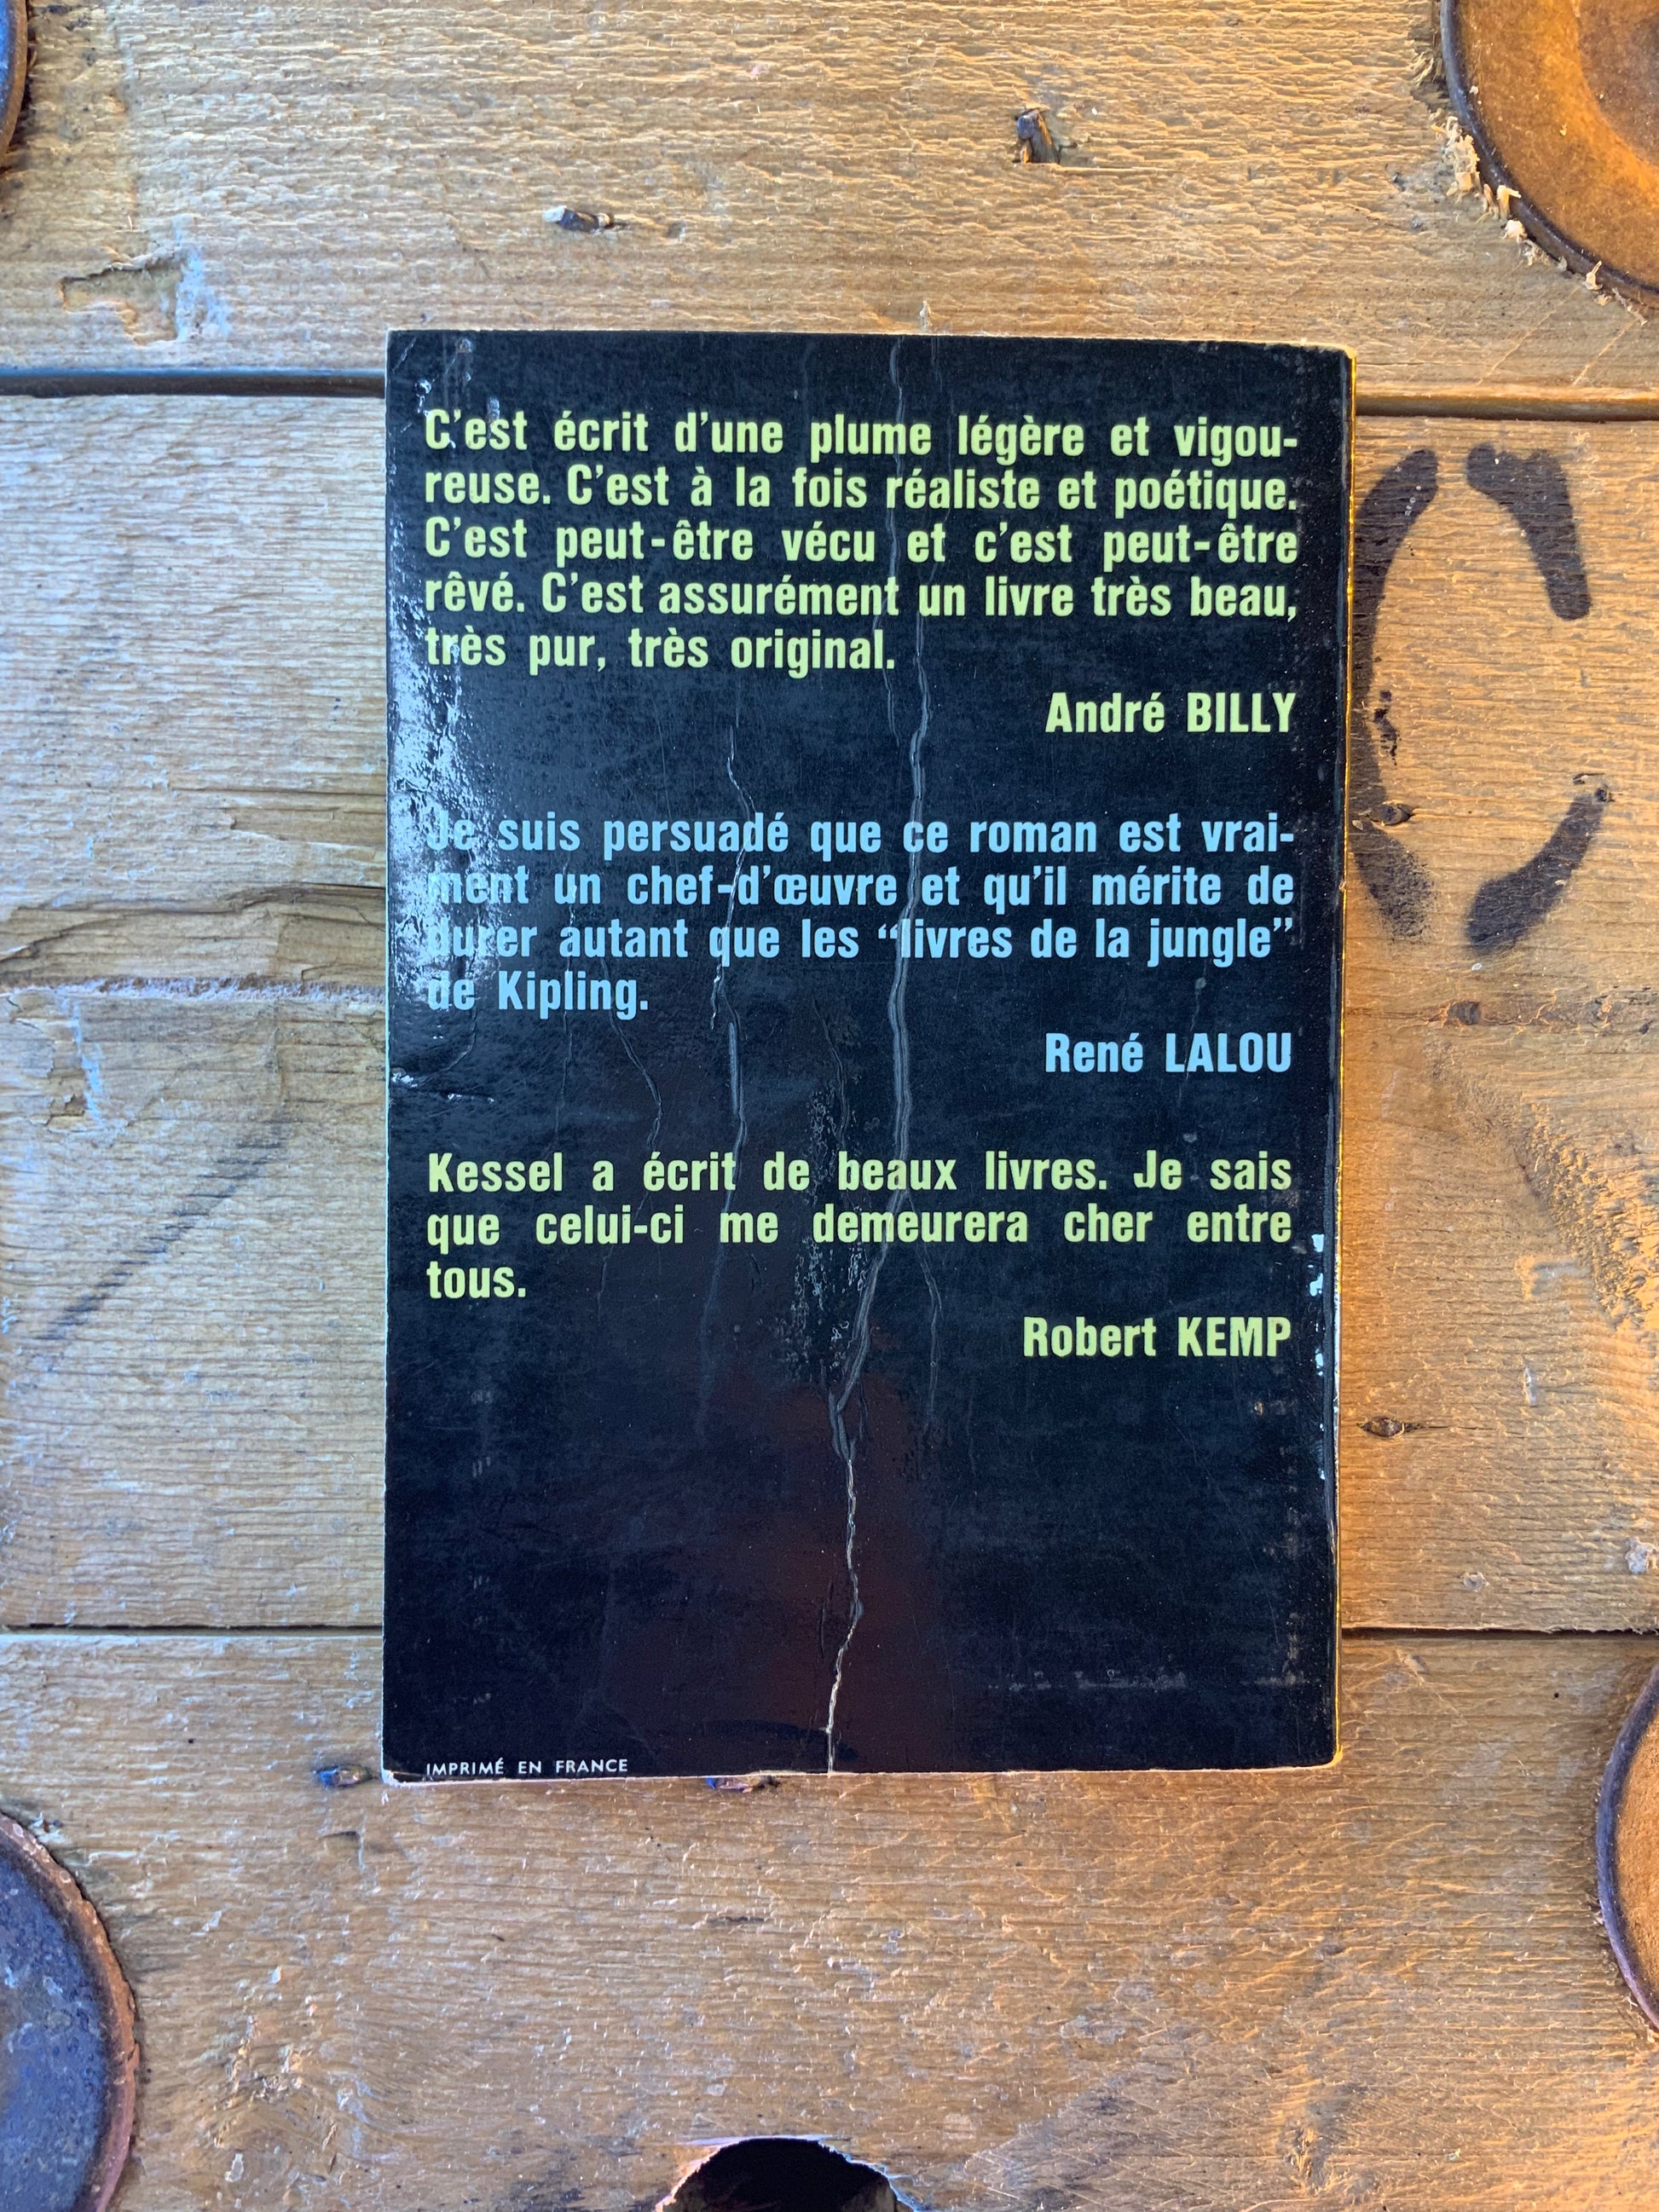 C'est écrit d'une plume légère et vigou-
reuse. C'est à la fois réaliste et poétique.
C'est peut-être vécu et c'est peut-être
rêvé. C'est assurément un livre très beau,
très pur, très original.
André BILLY
Je suis persuadé que ce roman est vrai-
ment un chef-d'œuvre et qu'il mérite de
durer autant que les “livres de la jungle”
de Kipling.
René LALOU
Kessel a écrit de beaux livres. Je sais
que celui-ci me demeurera cher entre
tous.
Robert KEMP
IMPRIMÉ EN FRANCE